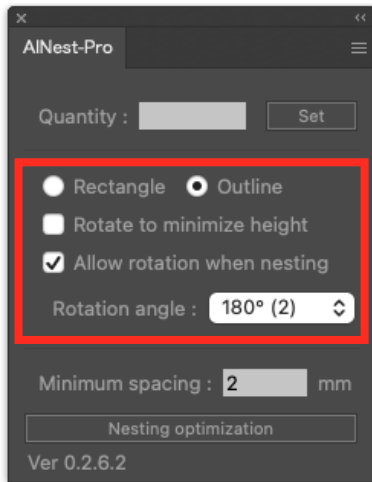 AINest-Pro
Quantity : Set
Rectangle Outline
Rotate to minimize height
Allow rotation when nesting
Rotation angle : 180° (2)
Minimum spacing : 2 mm
Nesting optimization
Ver 0.2.6.2